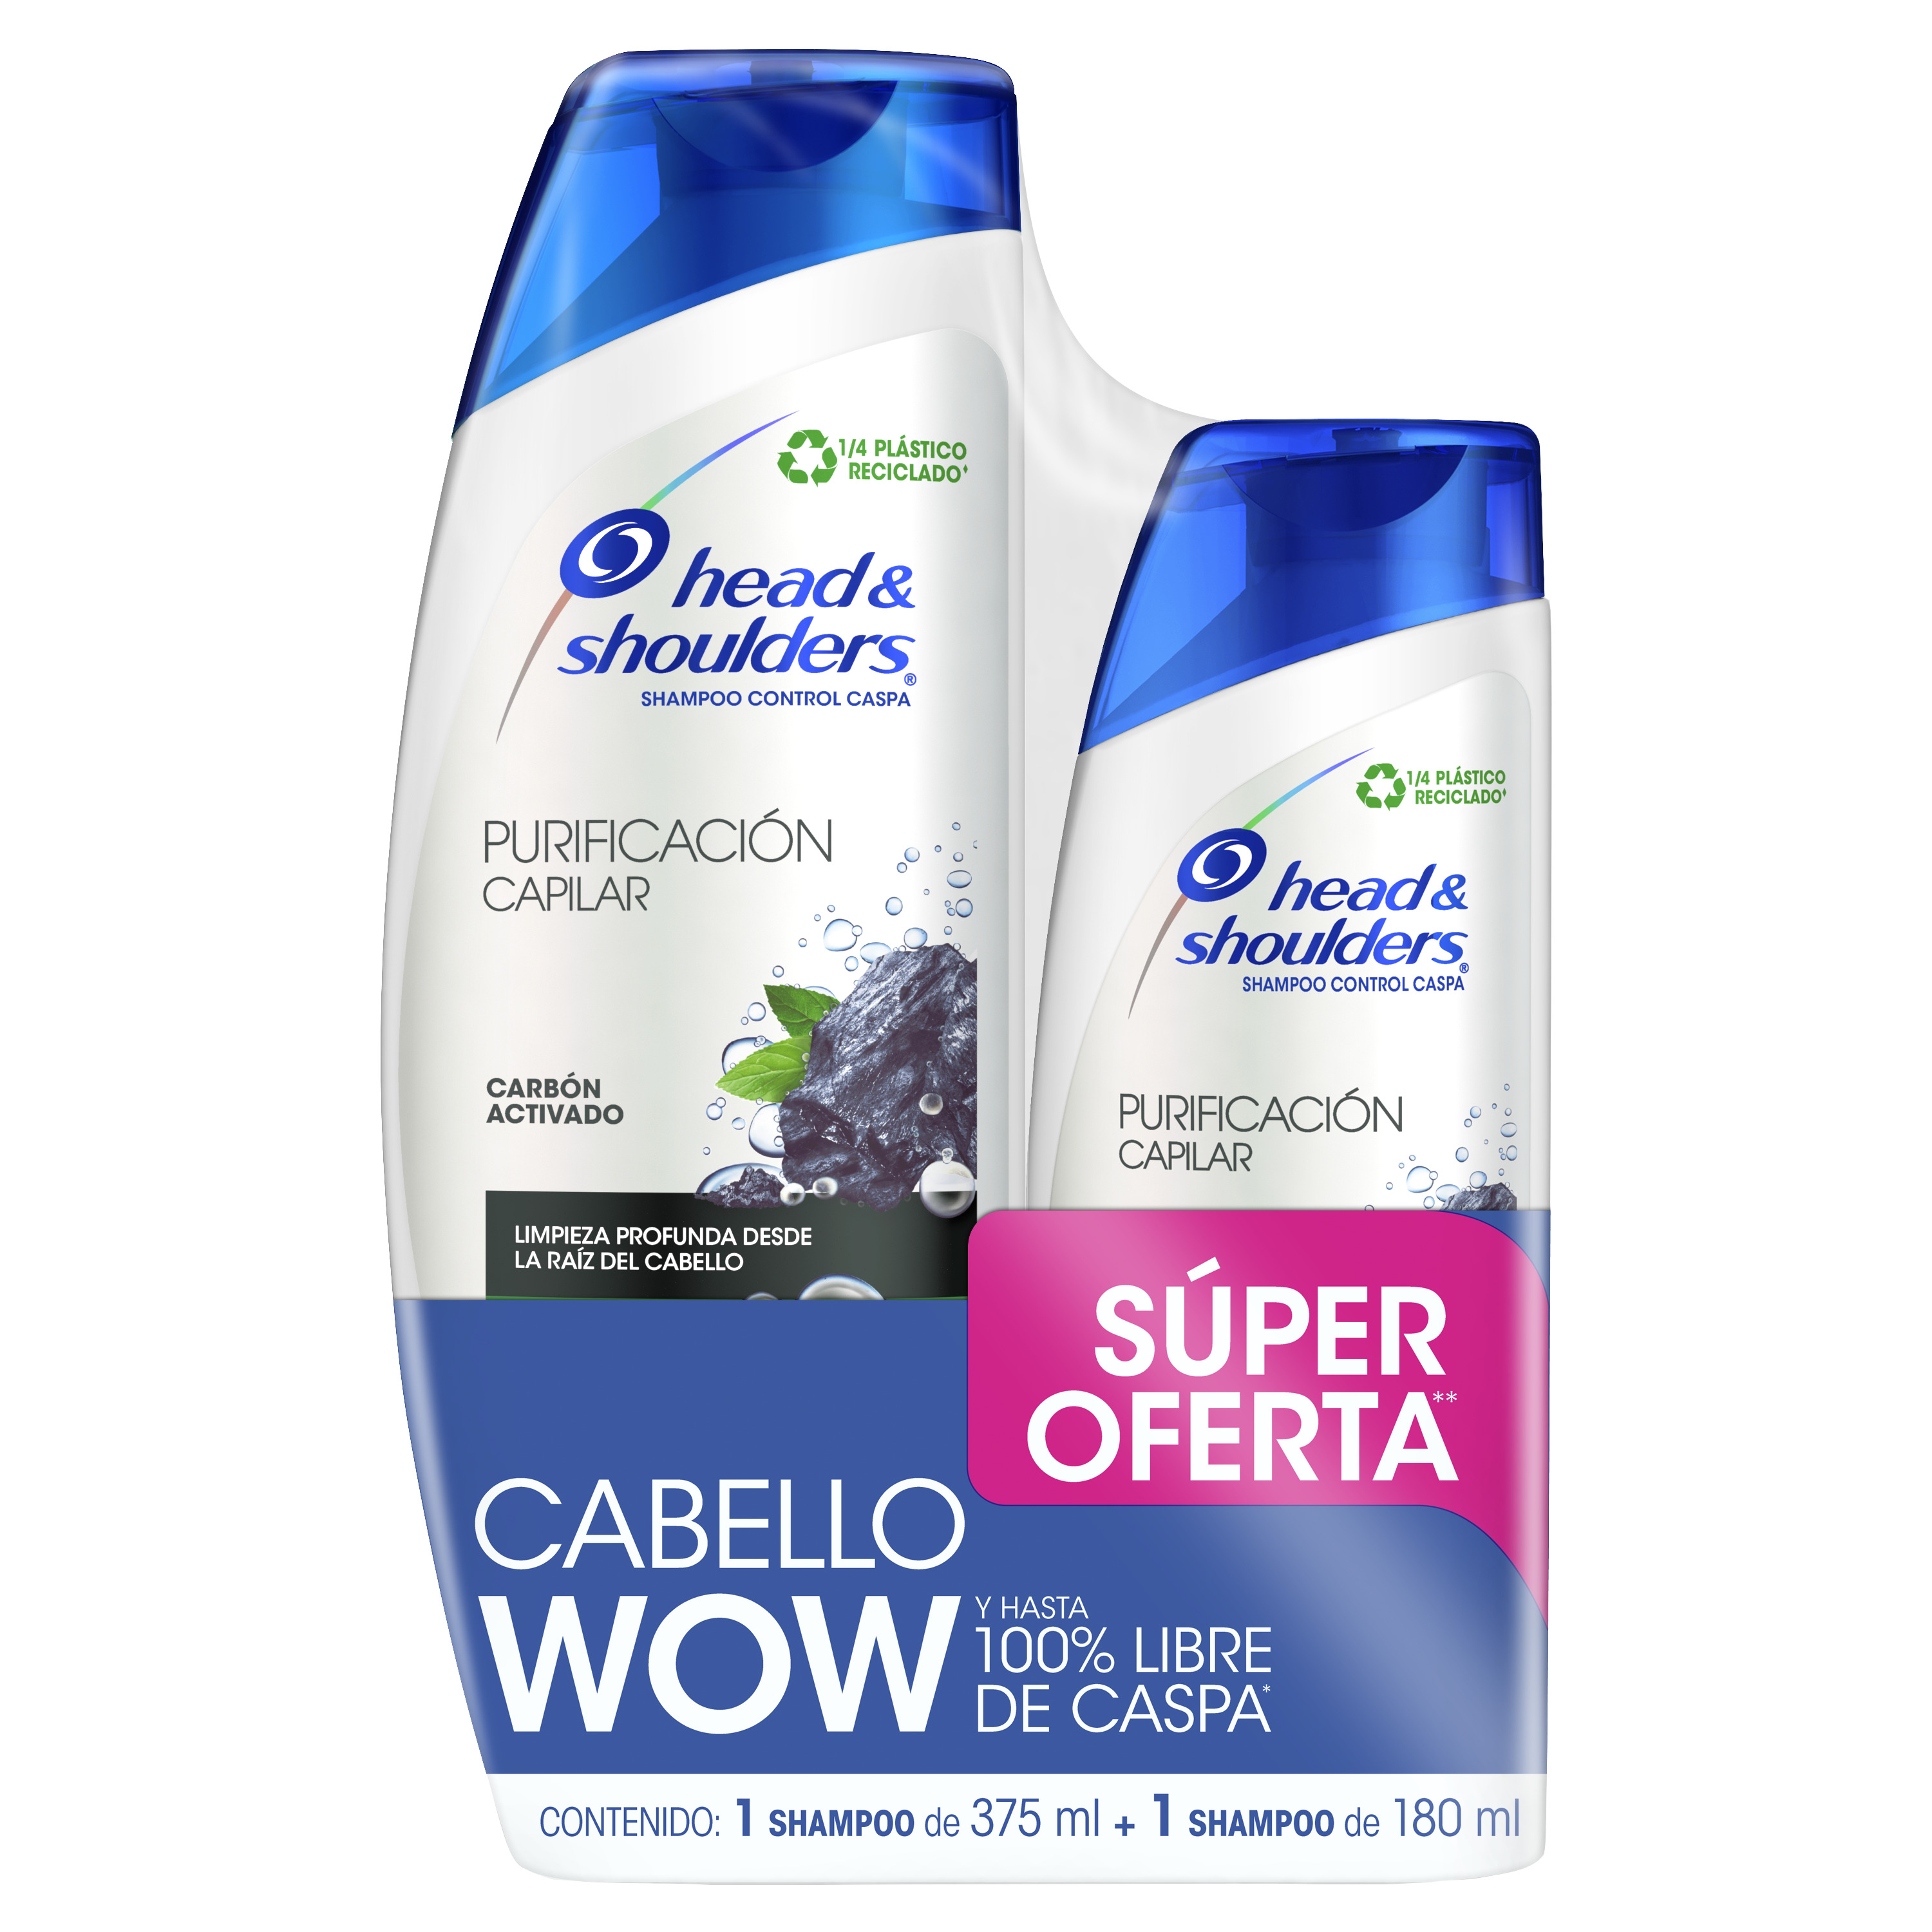 1/4 PLÁSTICO
RECICLADO♦
head &
shoulders®
SHAMPOO CONTROL CASPA
PURIFICACIÓN
CAPILAR
CARBÓN
ACTIVADO
LIMPIEZA PROFUNDA DESDE
LA RAÍZ DEL CABELLO
1/4 PLÁSTICO
RECICLADO♦
head &
shoulders®
SHAMPOO CONTROL CASPA
PURIFICACIÓN
CAPILAR
SÚPER
OFERTA**
CABELLO
WOW
Y HASTA
100% LIBRE
DE CASPA*
CONTENIDO: 1 SHAMPOO de 375 ml + 1 SHAMPOO de 180 ml